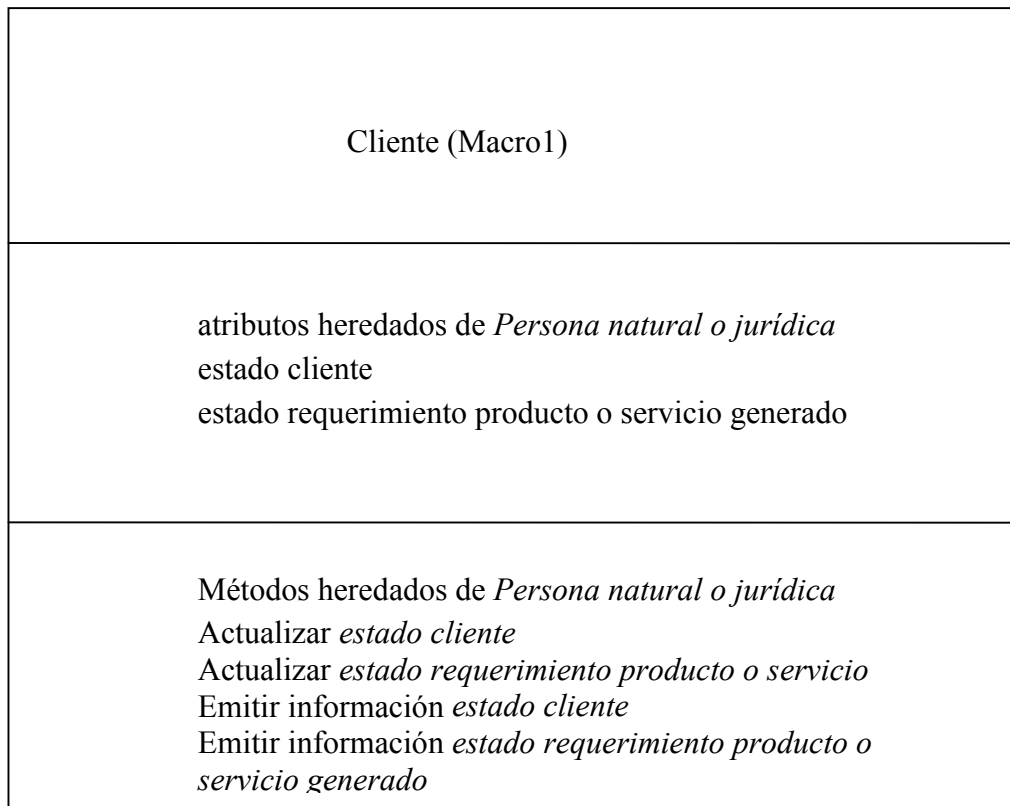 Cliente (Macro1)
atributos heredados de Persona natural o jurídica
estado cliente
estado requerimiento producto o servicio generado
Métodos heredados de Persona natural o jurídica
Actualizar estado cliente
Actualizar estado requerimiento producto o servicio
Emitir información estado cliente
Emitir información estado requerimiento producto o
servicio generado